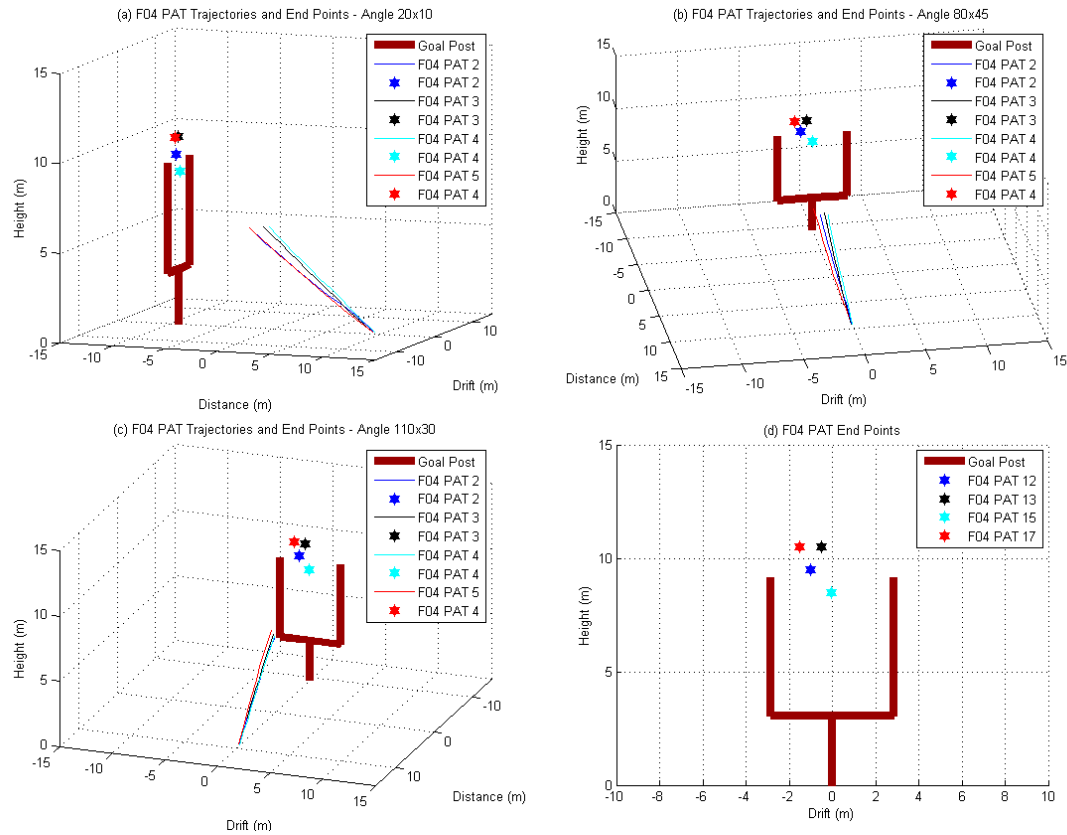 (a) F04 PAT Trajectories and End Points - Angle 20x10
Goal Post
F04 PAT 2
F04 PAT 2
F04 PAT 3
F04 PAT 3
F04 PAT 4
F04 PAT 4
F04 PAT 5
F04 PAT 4
15
10
5
0
Height (m)
-15
-10
-5
0
5
10
15
Distance (m)
-10
0
10
Drift (m)
(b) F04 PAT Trajectories and End Points - Angle 80x45
Goal Post
F04 PAT 2
F04 PAT 2
F04 PAT 3
F04 PAT 3
F04 PAT 4
F04 PAT 4
F04 PAT 5
F04 PAT 4
15
10
5
0
Height (m)
-15
-10
-5
0
5
10
15
Distance (m)
-15
-10
-5
0
5
10
15
Drift (m)
(c) F04 PAT Trajectories and End Points - Angle 110x30
Goal Post
F04 PAT 2
F04 PAT 2
F04 PAT 3
F04 PAT 3
F04 PAT 4
F04 PAT 4
F04 PAT 5
F04 PAT 4
15
10
5
0
Height (m)
-15
-10
-5
0
5
10
15
Drift (m)
-10
0
10
Distance (m)
(d) F04 PAT End Points
Goal Post
F04 PAT 12
F04 PAT 13
F04 PAT 15
F04 PAT 17
15
10
5
0
Height (m)
-10
-8
-6
-4
-2
0
2
4
6
8
10
Drift (m)